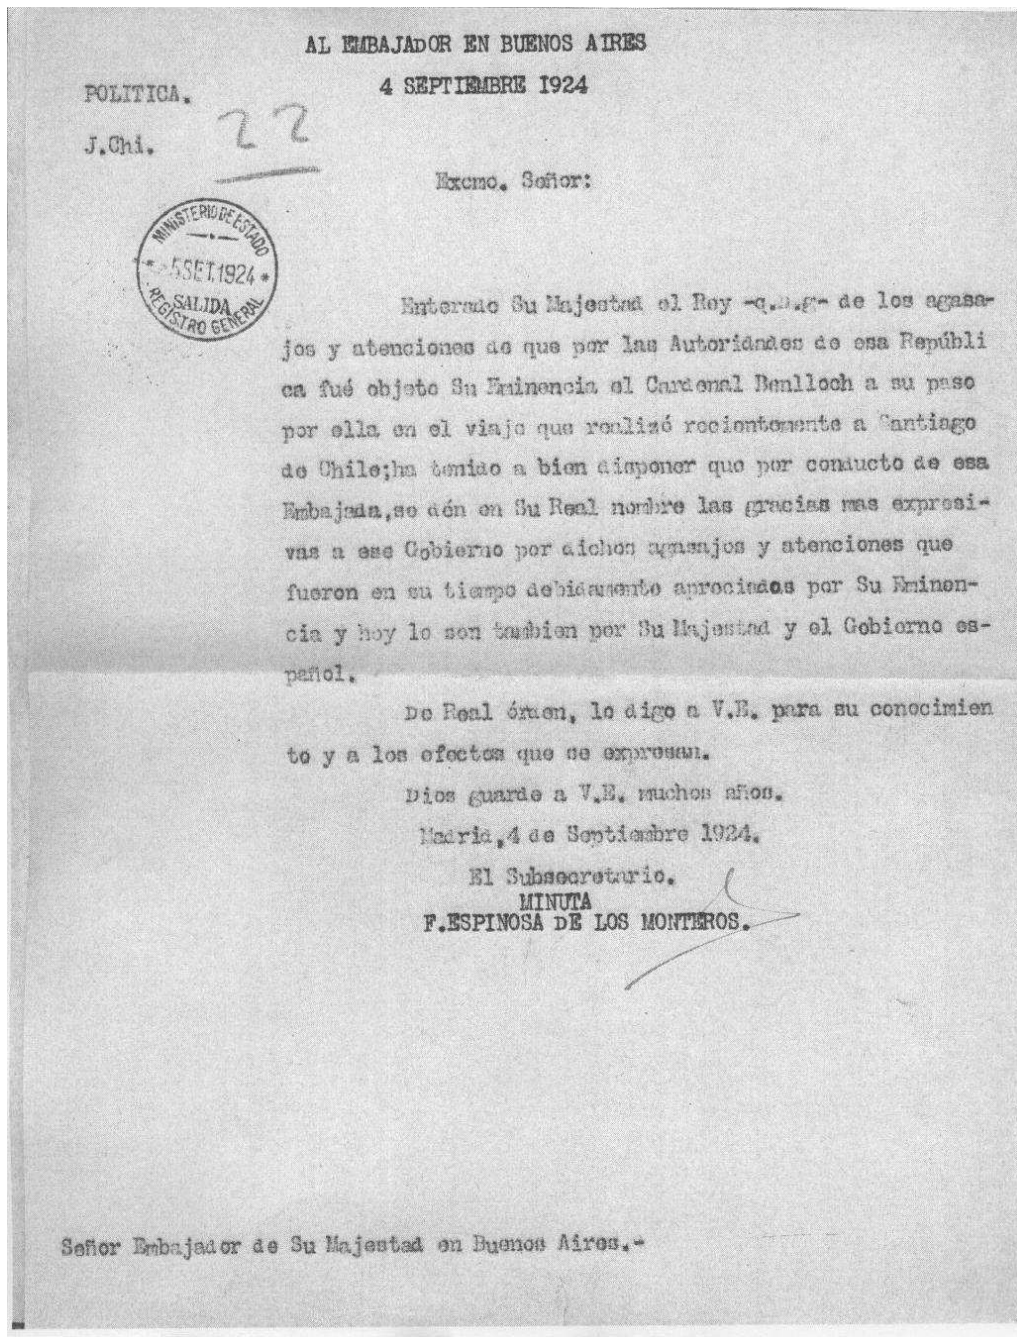 AL EMBAJADOR EN BUENOS AIRES
4 SEPTIEMBRE 1924
POLITICA.
22
J.Chi.
Excmo. Señor:
MINISTERIO DE ESTADO
5 SET. 1924
SALIDA
REGISTRO GENERAL
Enterado Su Majestad el Rey -q.D.g- de los agasa-
jos y atenciones de que por las Autoridades de esa Repúbli
ca fué objeto Su Eminencia el Cardenal Benlloch a su paso
por ella en el viaje que realizó recientemente a Santiago
de Chile;ha tenido a bien disponer que por conducto de esa
Embajada,se dén en Su Real nombre las gracias mas expresi-
vas a ese Gobierno por dichos agasajos y atenciones que
fueron en su tiempo debidamente apreciadas por Su Eminen-
cia y hoy lo son tambien por Su Majestad y el Gobierno es-
pañol.
De Real órden, lo digo a V.E. para su conocimien
to y a los efectos que se expresan.
Dios guarde a V.E. muchos años.
Madrid,4 de Septiembre 1924.
El Subsecretario.
MINUTA
F.ESPINOSA DE LOS MONTEROS.
Señor Embajador de Su Majestad en Buenos Aires.-